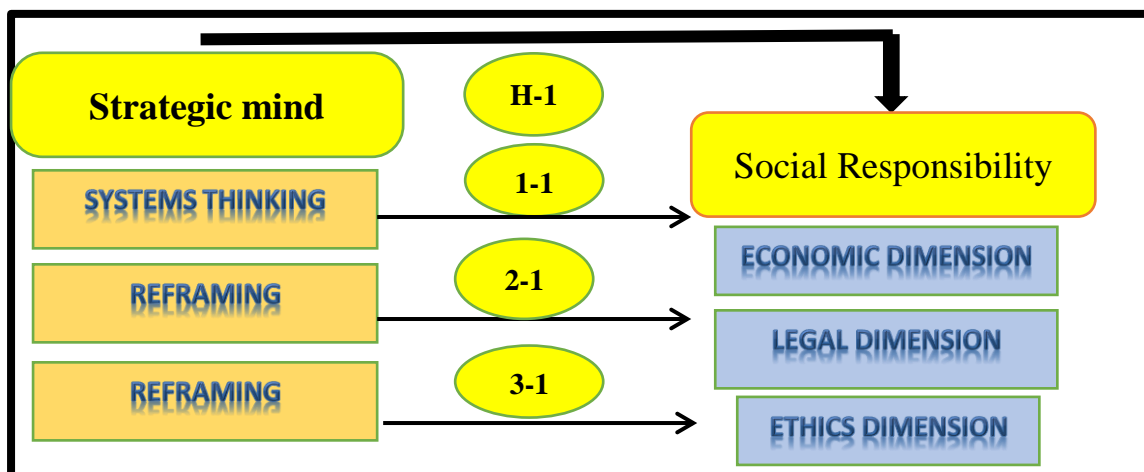 Strategic mind
H-1
Social Responsibility
SYSTEMS THINKING
1-1
ECONOMIC DIMENSION
REFRAMING
2-1
LEGAL DIMENSION
REFRAMING
3-1
ETHICS DIMENSION